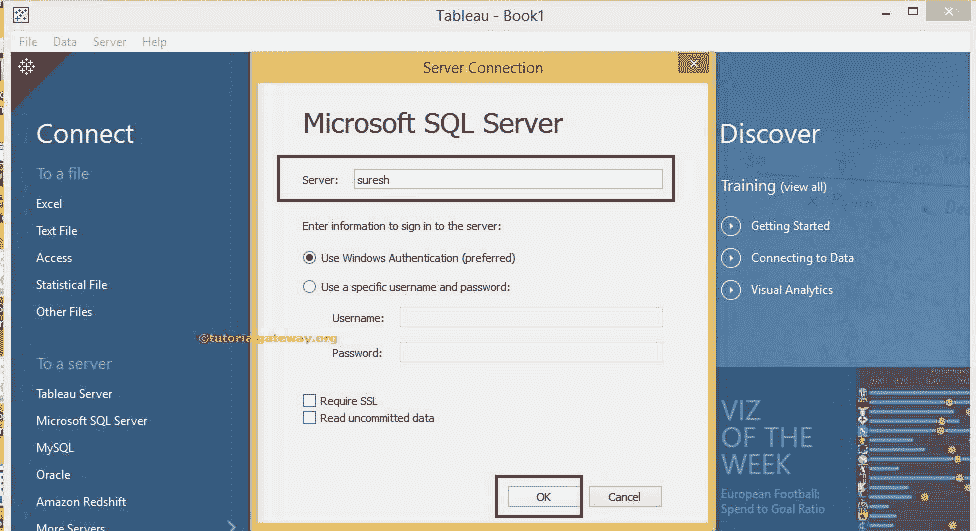 Tableau - Book1
File Data Server Help
Connect
To a file
Excel
Text File
Access
Statistical File
Other Files
To a server
Tableau Server
Microsoft SQL Server
MySQL
Oracle
Amazon Redshift
More Servers
©tutorialgateway.org
Server Connection
Microsoft SQL Server
Server: suresh
Enter information to sign in to the server:
Use Windows Authentication (preferred)
Use a specific username and password:
Username:
Password:
Require SSL
Read uncommitted data
OK Cancel
Discover
Training (view all)
Getting Started
Connecting to Data
Visual Analytics
VIZ
OF THE
WEEK
European Football:
Spend to Goal Ratio